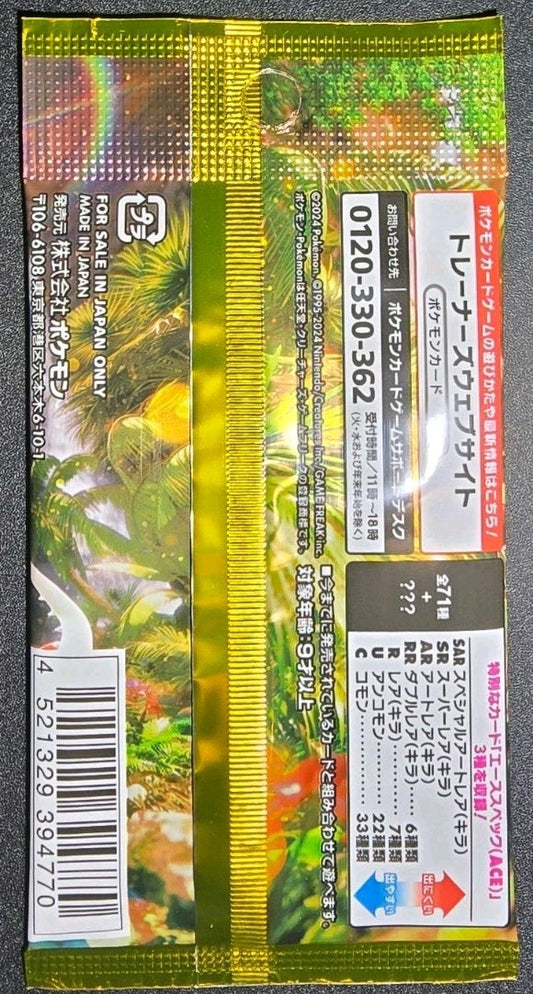 ポケモンカードゲームの遊びかたや最新情報はこちら!
トレーナーズウェブサイト
ポケモンカード
お問い合わせ先 ポケモンカードゲームサポートデスク
0120-330-362 受付時間/11時~18時
(火・水および年末年始を除く)
©2024 Pokémon. ©1995-2024 Nintendo/Creatures Inc./GAME FREAK inc.
ポケモン・Pokémonは任天堂・クリーチャーズ・ゲームフリークの登録商標です。
特別なカード「エーススペック(ACE)」
3種を収録!
全71種
+
???
SAR スペシャルアートレア(キラ)
SR スーパーレア(キラ)
AR アートレア(キラ)
RR ダブルレア(キラ)…… 6種類
R レア(キラ)………… 7種類
U アンコモン………… 22種類
C コモン………… 33種類
出にくい
出やすい
■今までに発売されているカードと組み合わせて遊べます。
対象年齢:9才以上
プラ
FOR SALE IN JAPAN ONLY
MADE IN JAPAN
発売元 株式会社 ポケモン
〒106-6108 東京都港区六本木6-10-1
4 521329 394770